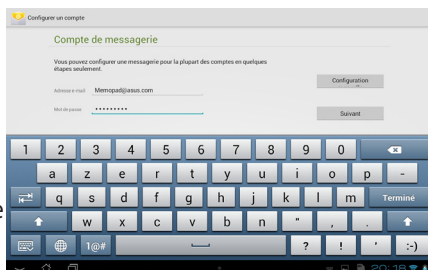 Configurer un compte
Compte de messagerie
Vous pouvez configurer une messagerie pour la plupart des comptes en quelques
étapes seulement.
Configuration
Adresse e-mail Memopad@asus.com
Mot de passe •••••••••
Suivant
1 2 3 4 5 6 7 8 9 0
a z e r t y u i o p -
q s d f g h j k l m Terminé
e
w x c v b n " , .
1@# ? ! ' :-)
20:18